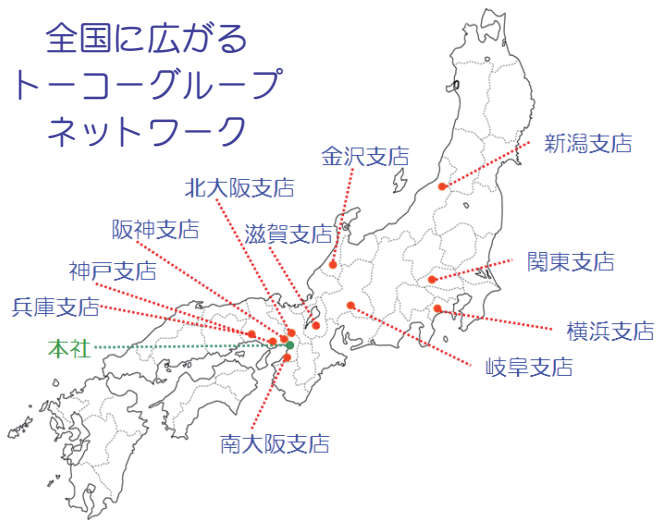 全国に広がる
トーコーグループ
ネットワーク
新潟支店
金沢支店
北大阪支店
阪神支店
滋賀支店
神戸支店
関東支店
兵庫支店
横浜支店
本社
岐阜支店
南大阪支店